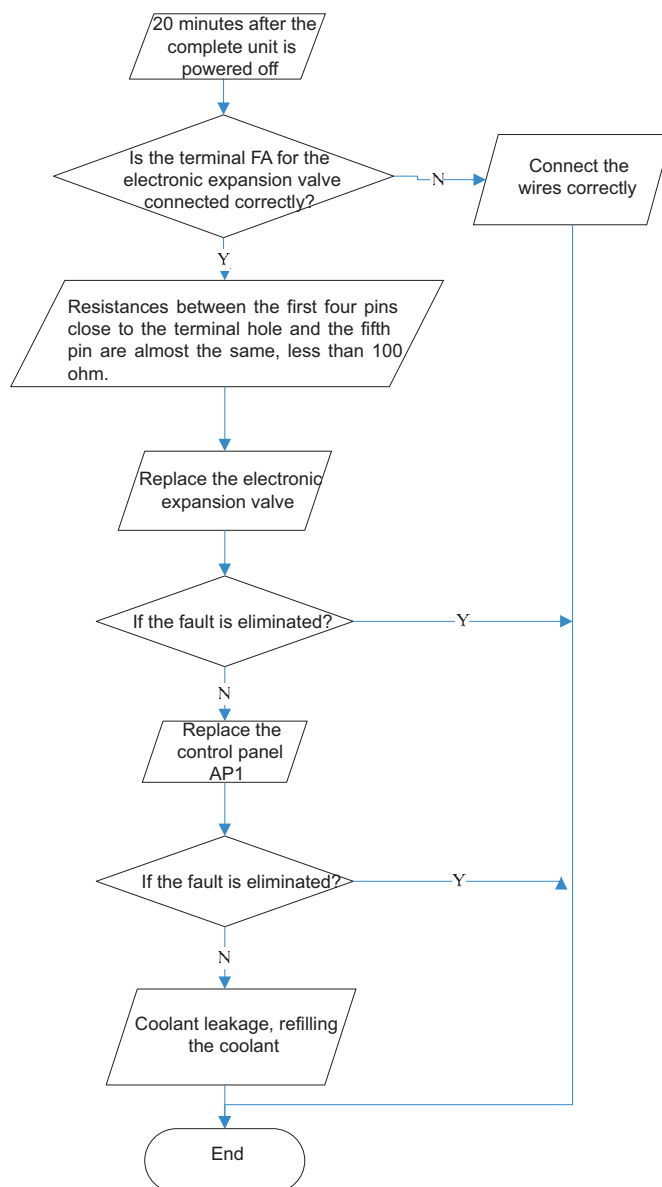 20 minutes after the
complete unit is
powered off
Is the terminal FA for the
electronic expansion valve
connected correctly?
N
Connect the
wires correctly
Y
Resistances between the first four pins
close to the terminal hole and the fifth
pin are almost the same, less than 100
ohm.
Replace the electronic
expansion valve
If the fault is eliminated?
Y
N
Replace the
control panel
AP1
If the fault is eliminated?
Y
N
Coolant leakage, refilling
the coolant
End